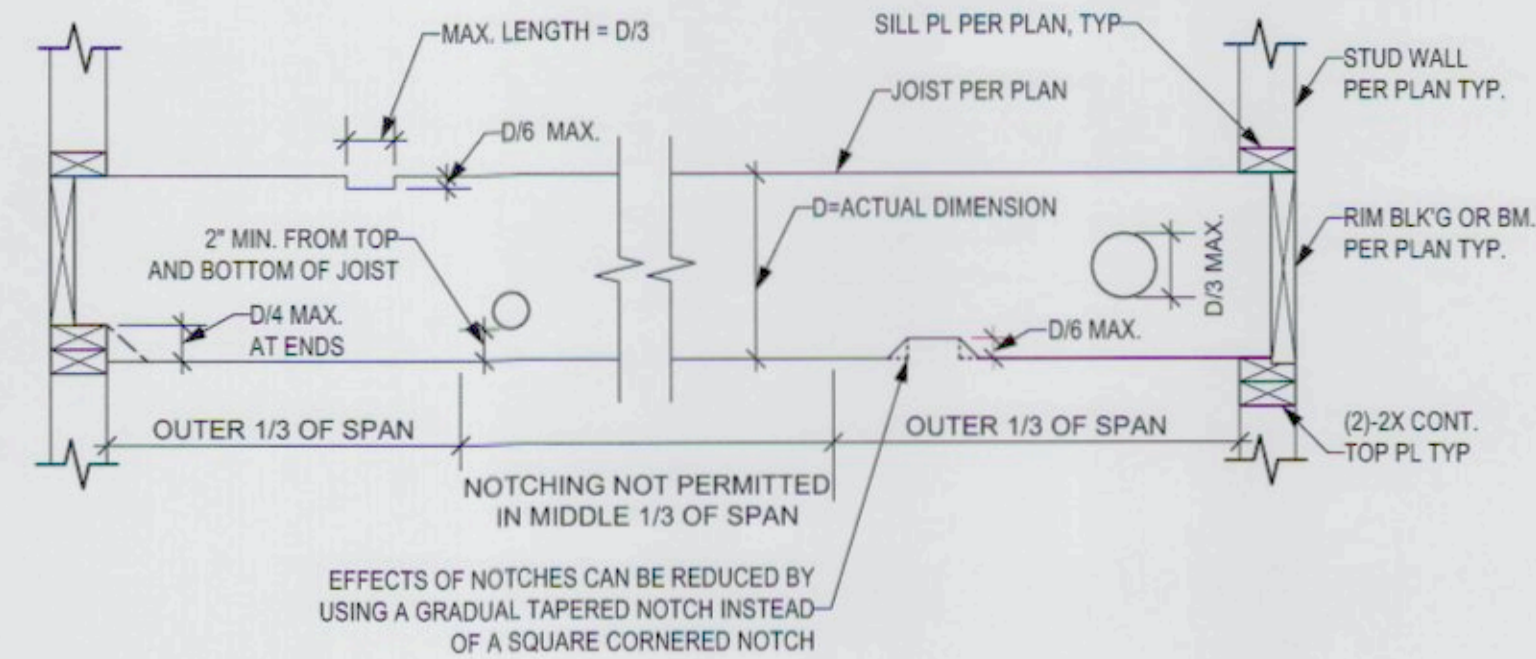 MAX. LENGTH = D/3
SILL PL PER PLAN, TYP
STUD WALL
PER PLAN TYP.
JOIST PER PLAN
D/6 MAX.
D=ACTUAL DIMENSION
RIM BLK'G OR BM.
PER PLAN TYP.
2" MIN. FROM TOP
AND BOTTOM OF JOIST
D/3 MAX.
D/4 MAX.
AT ENDS
D/6 MAX.
OUTER 1/3 OF SPAN
OUTER 1/3 OF SPAN
(2)-2X CONT.
TOP PL TYP
NOTCHING NOT PERMITTED
IN MIDDLE 1/3 OF SPAN
EFFECTS OF NOTCHES CAN BE REDUCED BY
USING A GRADUAL TAPERED NOTCH INSTEAD
OF A SQUARE CORNERED NOTCH